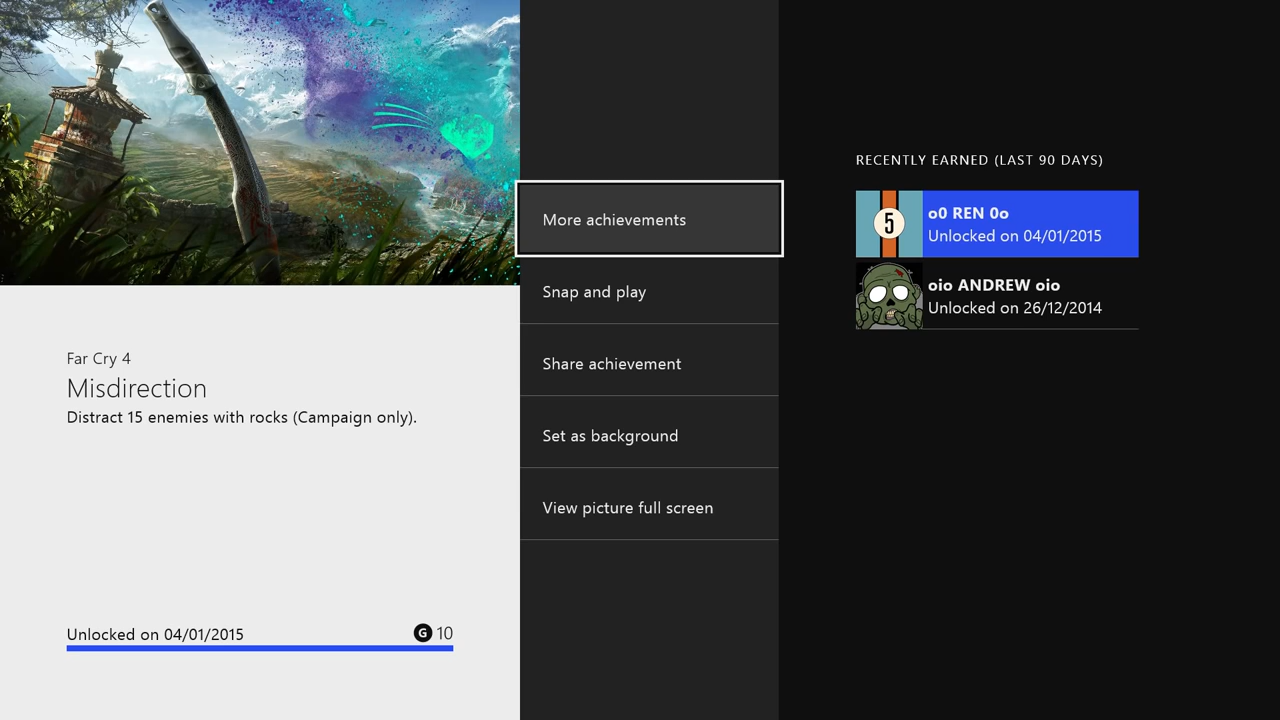 Far Cry 4
Misdirection
Distract 15 enemies with rocks (Campaign only).
Unlocked on 04/01/2015
G 10
More achievements
Snap and play
Share achievement
Set as background
View picture full screen
RECENTLY EARNED (LAST 90 DAYS)
5
o0 REN 0o
Unlocked on 04/01/2015
oio ANDREW oio
Unlocked on 26/12/2014